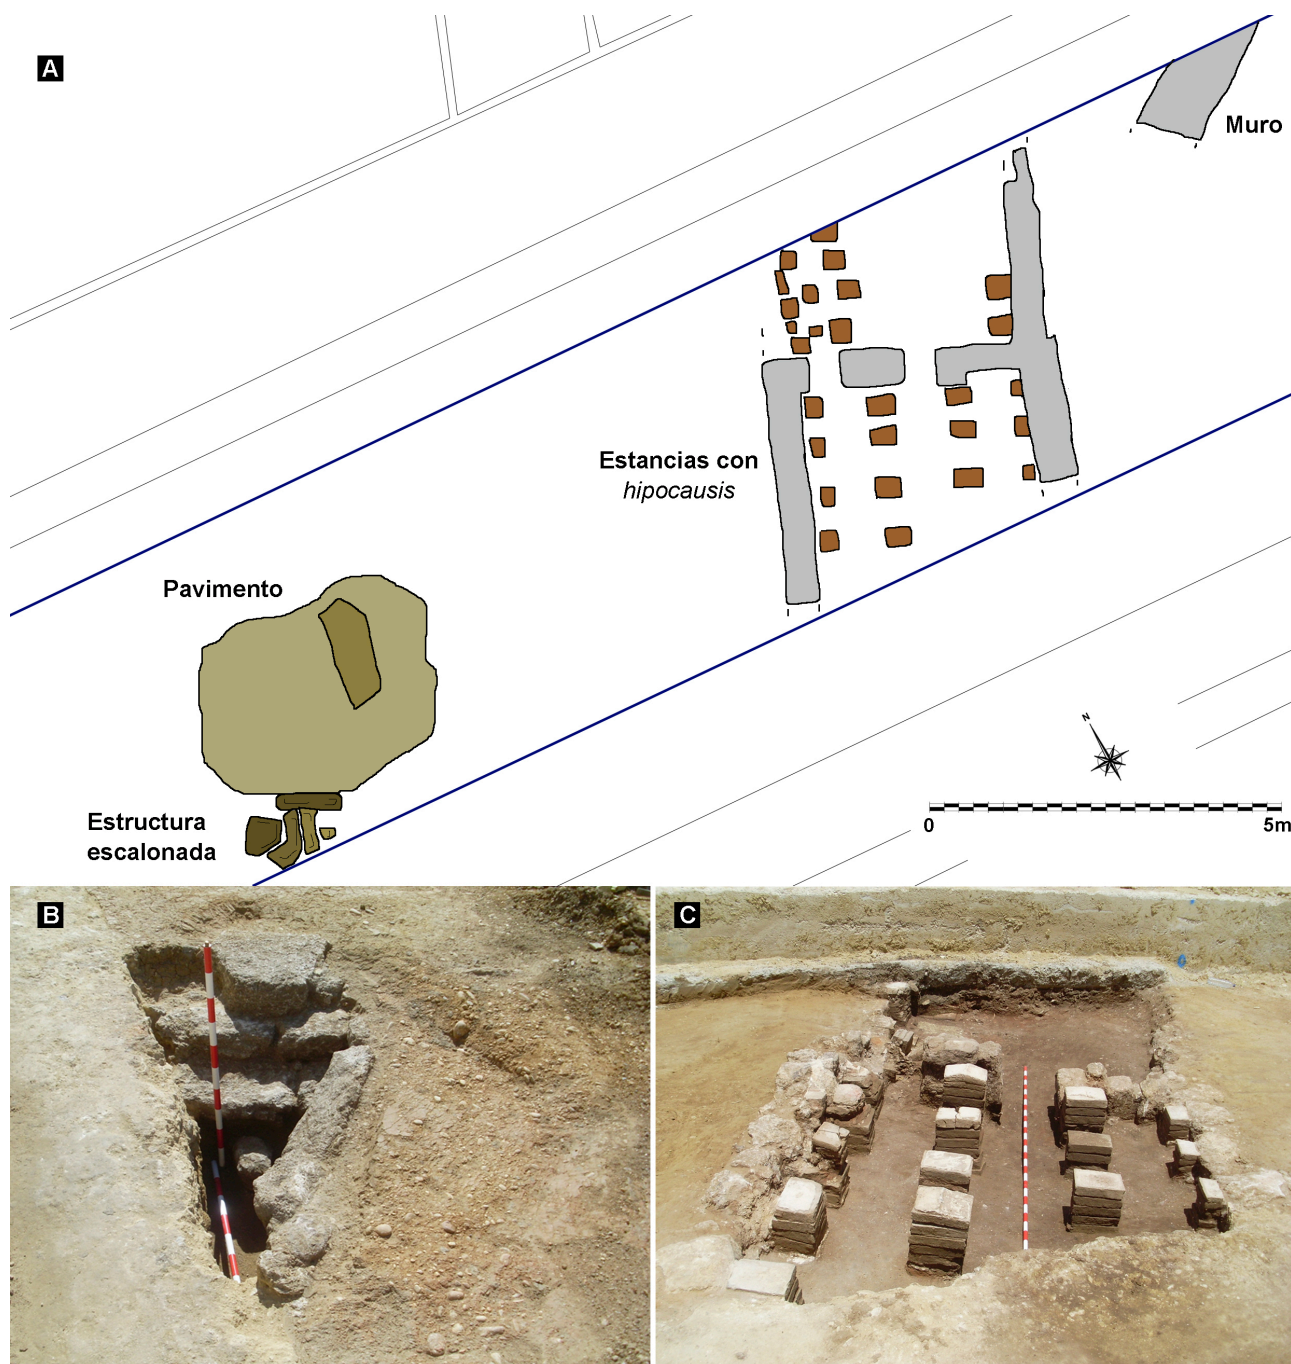 A
Muro
Estancias con
hipocausis
Pavimento
Estructura
escalonada
N
0
5m
B
C